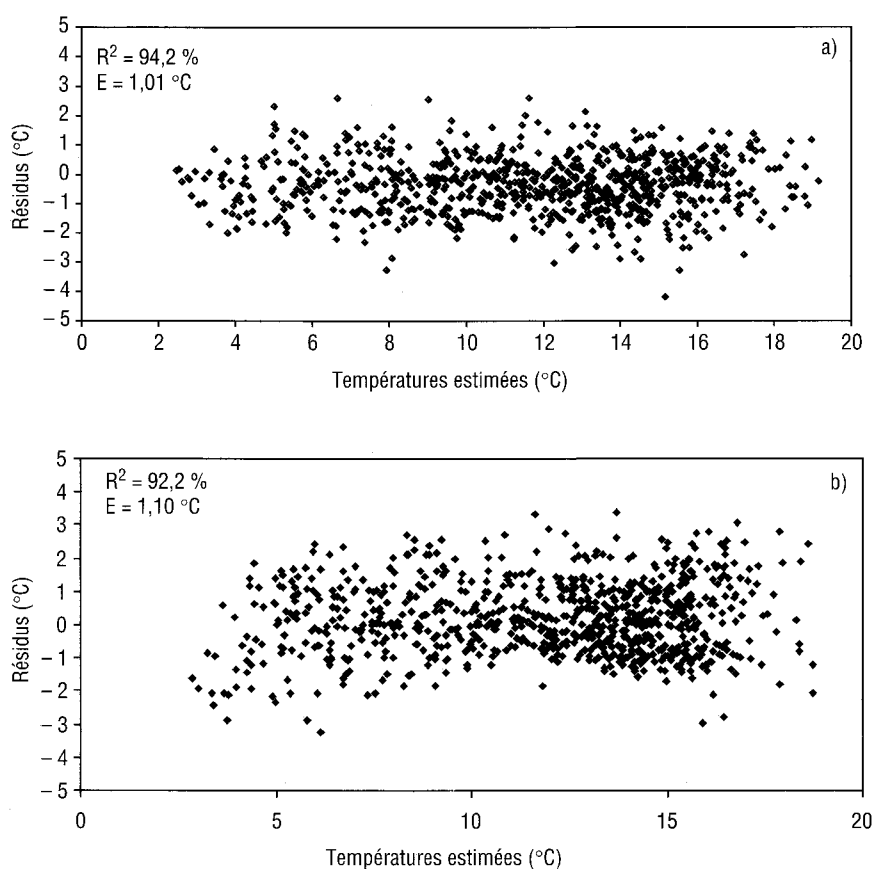 a)
R² = 94,2 %
E = 1,01 °C
5
4
3
2
1
0
– 1
– 2
– 3
– 4
– 5
Résidus (°C)
0 2 4 6 8 10 12 14 16 18 20
Températures estimées (°C)
b)
R² = 92,2 %
E = 1,10 °C
5
4
3
2
1
0
– 1
– 2
– 3
– 4
– 5
Résidus (°C)
0 5 10 15 20
Températures estimées (°C)